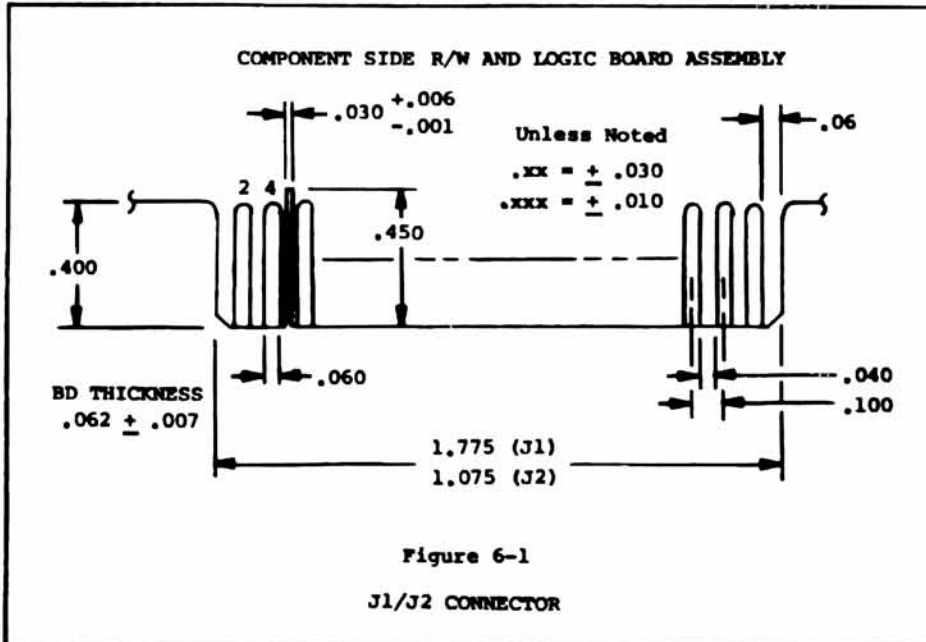 COMPONENT SIDE R/W AND LOGIC BOARD ASSEMBLY
.030 +.006
-.001
.06
Unless Noted
.xx = ± .030
.xxx = ± .010
2 4
.450
.400
.060
.040
.100
BD THICKNESS
.062 ± .007
1.775 (J1)
1.075 (J2)
Figure 6-1
J1/J2 CONNECTOR